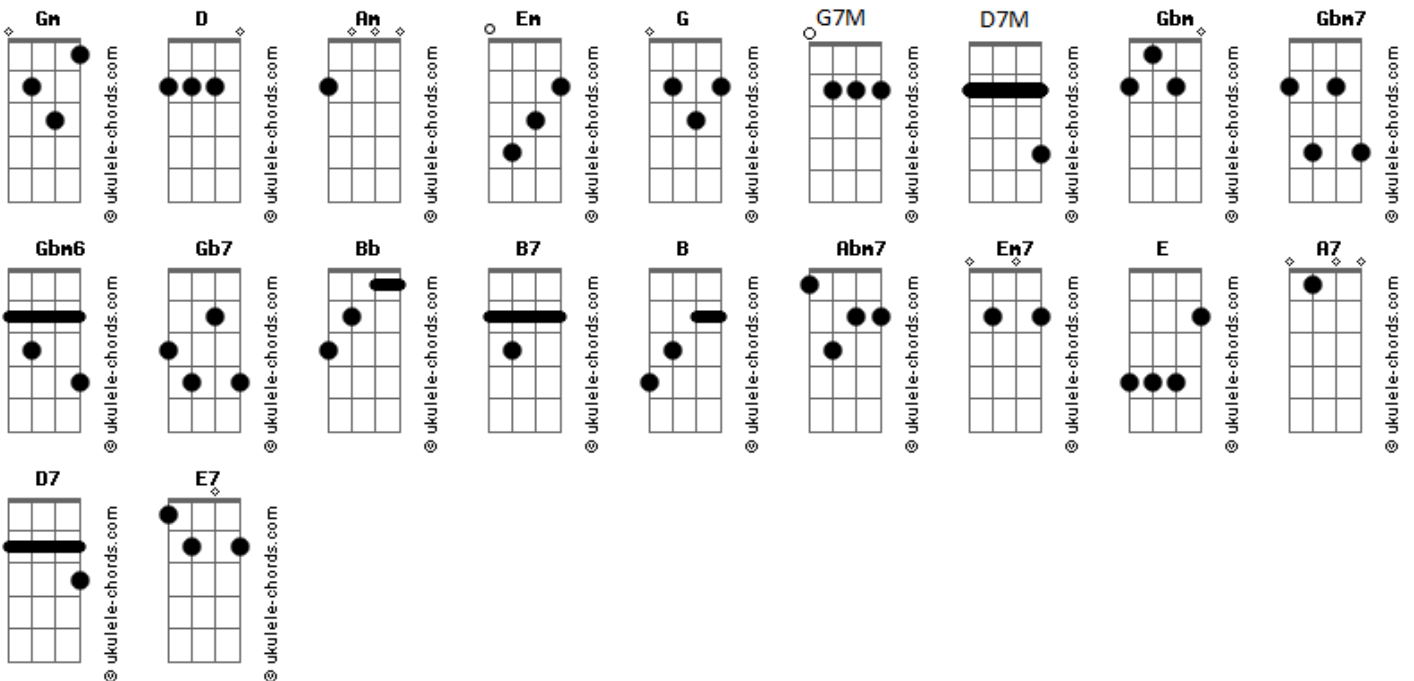 Gm D Am Em G G7M D7M Gbm Gbm7
© ukulele-chords.com © ukulele-chords.com © ukulele-chords.com © ukulele-chords.com © ukulele-chords.com © ukulele-chords.com © ukulele-chords.com © ukulele-chords.com © ukulele-chords.com
Gbm6 Gb7 Bb B7 B Abm7 Em7 E A7
© ukulele-chords.com © ukulele-chords.com © ukulele-chords.com © ukulele-chords.com © ukulele-chords.com © ukulele-chords.com © ukulele-chords.com © ukulele-chords.com © ukulele-chords.com
D7 E7
© ukulele-chords.com © ukulele-chords.com